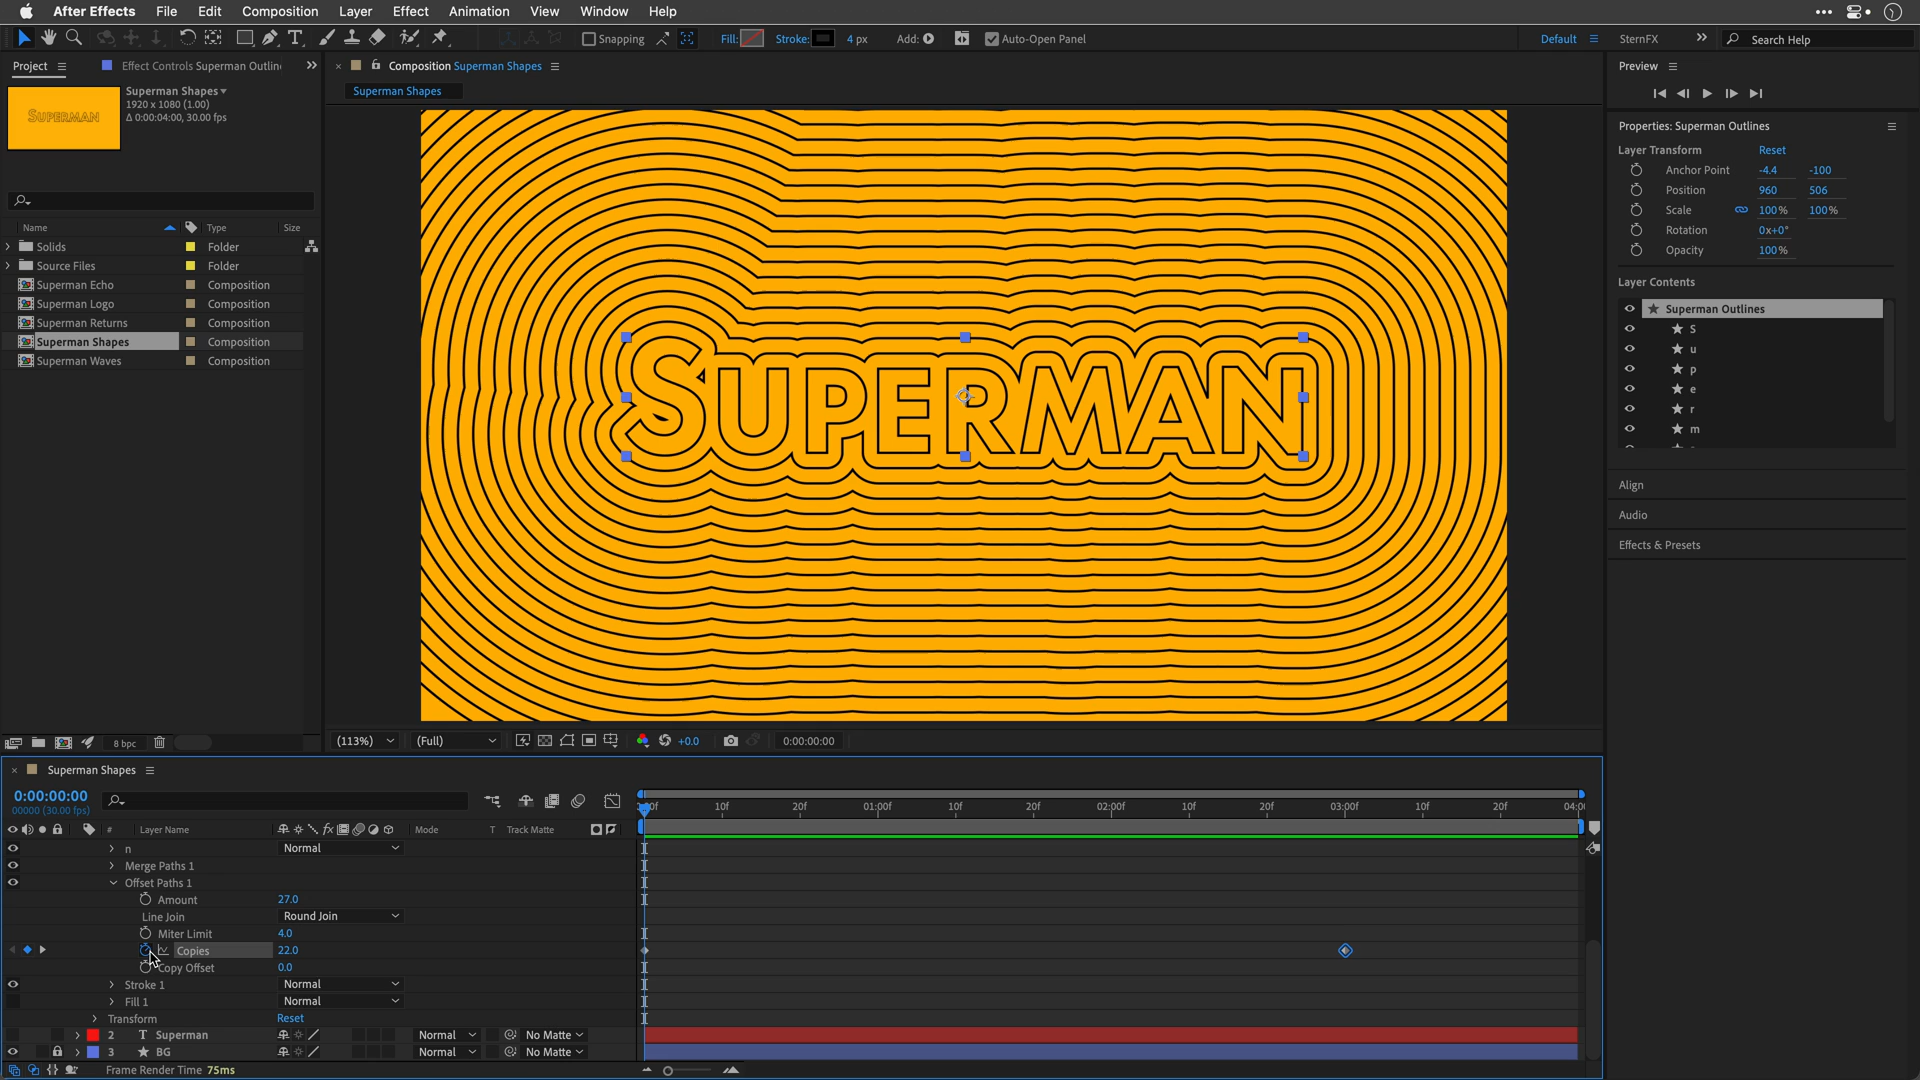 After Effects File Edit Composition Layer Effect Animation View Window Help
Snapping Fill: Stroke: 4 px Add: Auto-Open Panel Default SternFX Search Help
Project Effect Controls Superman Outlin
Superman Shapes
1920 x 1080 (1.00)
Δ 0:00:04:00, 30.00 fps
SUPERMAN
Name Type Size
Solids Folder
Source Files Folder
Superman Echo Composition
Superman Logo Composition
Superman Returns Composition
Superman Shapes Composition
Superman Waves Composition
8 bpc
Composition Superman Shapes
Superman Shapes
SUPERMAN
(113%) (Full) +0.0 0:00:00:00
Preview
Properties: Superman Outlines
Layer Transform Reset
Anchor Point -4.4 -100
Position 960 506
Scale 100% 100%
Rotation 0x+0°
Opacity 100%
Layer Contents
Superman Outlines
S
u
p
e
r
m
Align
Audio
Effects & Presets
Superman Shapes
0:00:00:00
00000 (30.00 fps)
10f 20f 01:00f 10f 20f 02:00f 10f 20f 03:00f 10f 20f
# Layer Name Mode T Track Matte
n Normal
Merge Paths 1
Offset Paths 1
Amount 27.0
Line Join Round Join
Miter Limit 4.0
Copies 22.0
Copy Offset 0.0
Stroke 1 Normal
Fill 1 Normal
Transform Reset
2 T Superman Normal No Matte
3 BG Normal No Matte
Frame Render Time 75ms